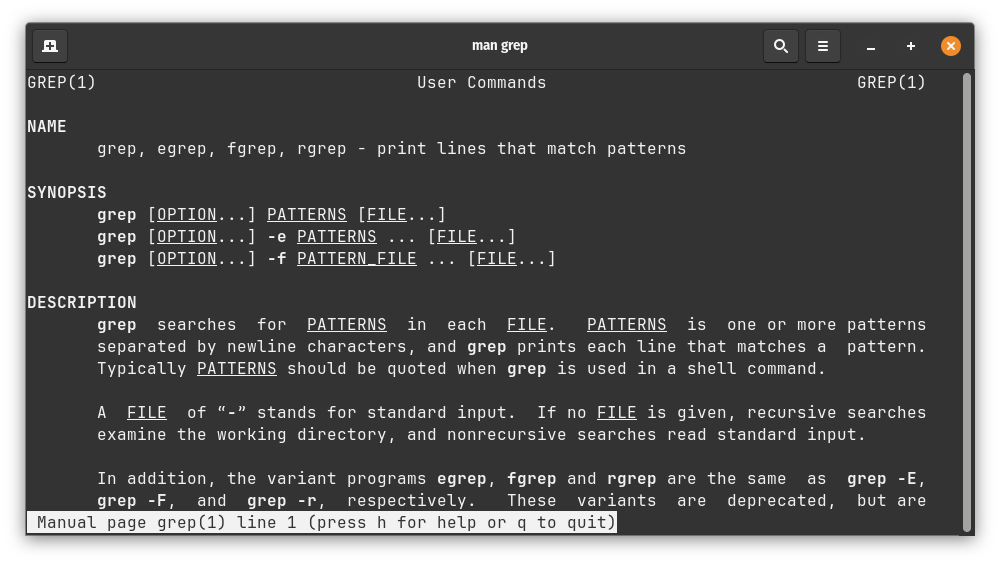 man grep
GREP(1) User Commands GREP(1)
NAME
grep, egrep, fgrep, rgrep - print lines that match patterns
SYNOPSIS
grep [OPTION...] PATTERNS [FILE...]
grep [OPTION...] -e PATTERNS ... [FILE...]
grep [OPTION...] -f PATTERN_FILE ... [FILE...]
DESCRIPTION
grep searches for PATTERNS in each FILE. PATTERNS is one or more patterns
separated by newline characters, and grep prints each line that matches a pattern.
Typically PATTERNS should be quoted when grep is used in a shell command.
A FILE of “-” stands for standard input. If no FILE is given, recursive searches
examine the working directory, and nonrecursive searches read standard input.
In addition, the variant programs egrep, fgrep and rgrep are the same as grep -E,
grep -F, and grep -r, respectively. These variants are deprecated, but are
Manual page grep(1) line 1 (press h for help or q to quit)